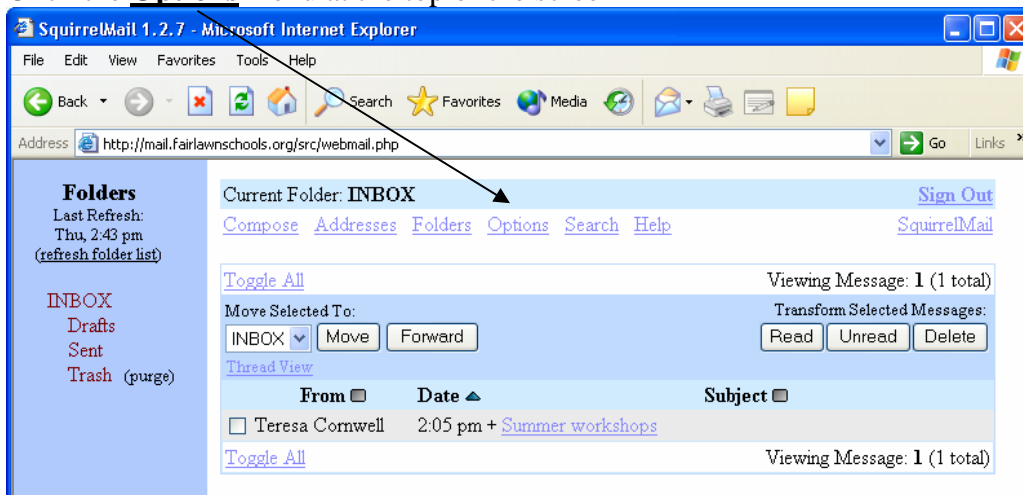 SquirrelMail 1.2.7 - Microsoft Internet Explorer
File Edit View Favorites Tools Help
Back Search Favorites Media
Address http://mail.fairlawnschools.org/src/webmail.php Go Links »
Folders
Last Refresh:
Thu, 2:43 pm
(refresh folder list)
INBOX
Drafts
Sent
Trash (purge)
Current Folder: INBOX Sign Out
Compose Addresses Folders Options Search Help SquirrelMail
Toggle All Viewing Message: 1 (1 total)
Move Selected To: Transform Selected Messages:
INBOX Move Forward Read Unread Delete
Thread View
From Date Subject
Teresa Cornwell 2:05 pm + Summer workshops
Toggle All Viewing Message: 1 (1 total)